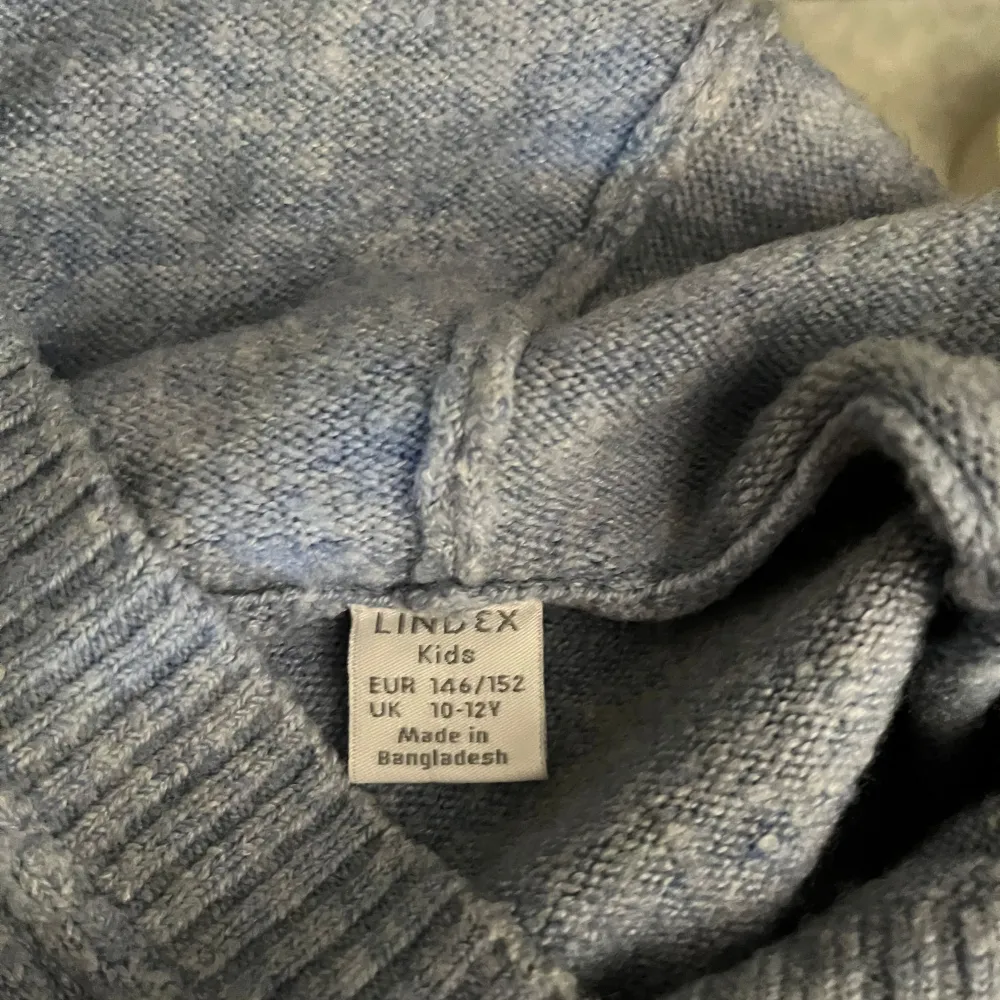 LINDEX
Kids
EUR 146/152
UK 10-12Y
Made in
Bangladesh